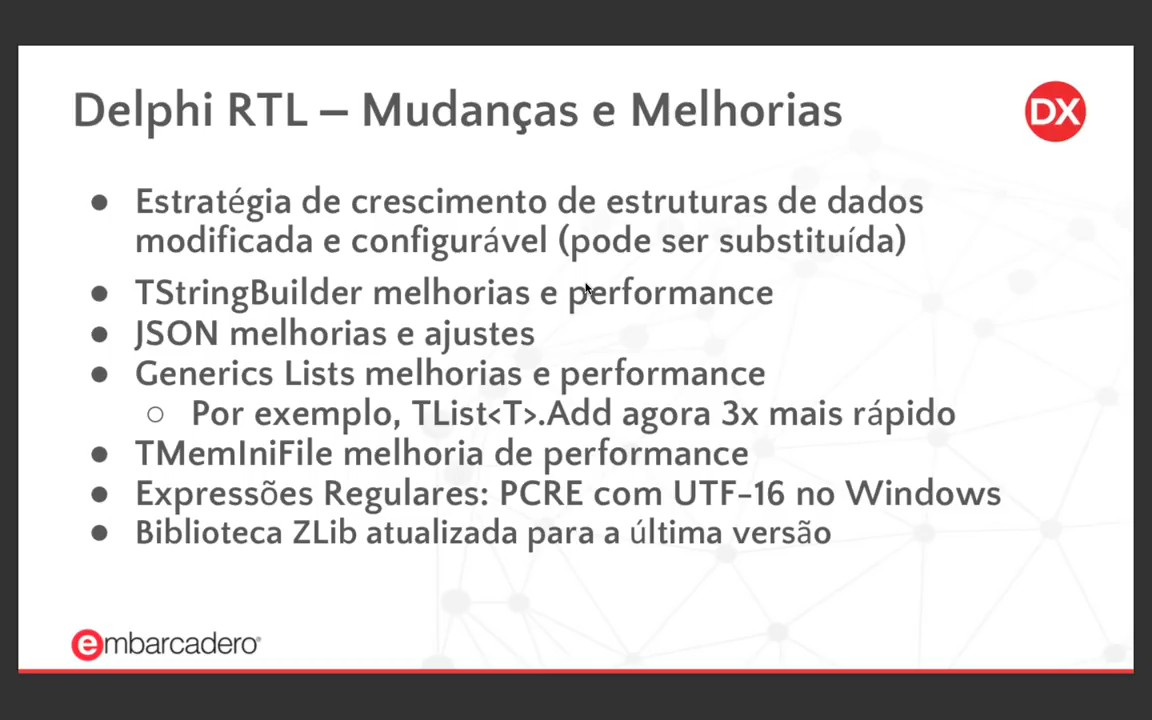 Delphi RTL – Mudanças e Melhorias
DX
● Estratégia de crescimento de estruturas de dados
modificada e configurável (pode ser substituída)
● TStringBuilder melhorias e performance
● JSON melhorias e ajustes
● Generics Lists melhorias e performance
○ Por exemplo, TList<T>.Add agora 3x mais rápido
● TMemIniFile melhoria de performance
● Expressões Regulares: PCRE com UTF-16 no Windows
● Biblioteca ZLib atualizada para a última versão
embarcadero®